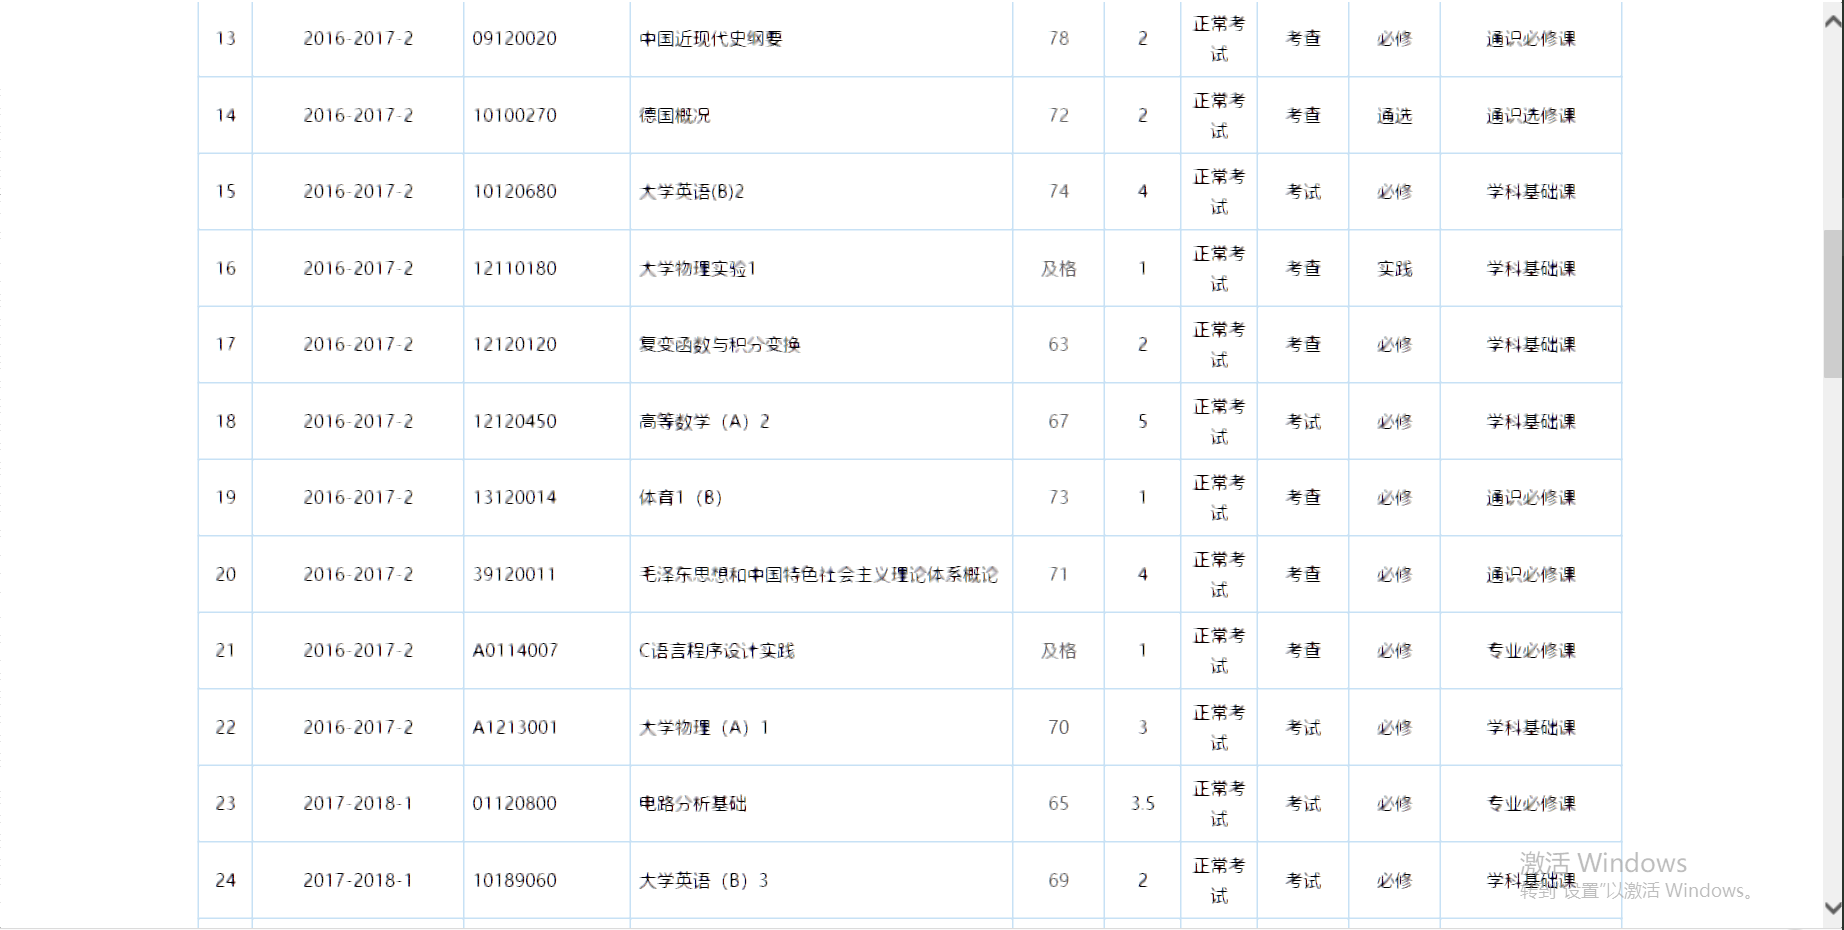 13 2016-2017-2 09120020 中国近现代史纲要 78 2 正常考试 考查 必修 通识必修课
14 2016-2017-2 10100270 德国概况 72 2 正常考试 考查 通选 通识选修课
15 2016-2017-2 10120680 大学英语(B)2 74 4 正常考试 考试 必修 学科基础课
16 2016-2017-2 12110180 大学物理实验1 及格 1 正常考试 考查 实践 学科基础课
17 2016-2017-2 12120120 复变函数与积分变换 63 2 正常考试 考查 必修 学科基础课
18 2016-2017-2 12120450 高等数学（A）2 67 5 正常考试 考试 必修 学科基础课
19 2016-2017-2 13120014 体育1（B） 73 1 正常考试 考查 必修 通识必修课
20 2016-2017-2 39120011 毛泽东思想和中国特色社会主义理论体系概论 71 4 正常考试 考查 必修 通识必修课
21 2016-2017-2 A0114007 C语言程序设计实践 及格 1 正常考试 考查 必修 专业必修课
22 2016-2017-2 A1213001 大学物理（A）1 70 3 正常考试 考试 必修 学科基础课
23 2017-2018-1 01120800 电路分析基础 65 3.5 正常考试 考试 必修 专业必修课
24 2017-2018-1 10189060 大学英语（B）3 69 2 正常考试 考试 必修 学科基础课
激活 Windows
转到"设置"以激活 Windows。